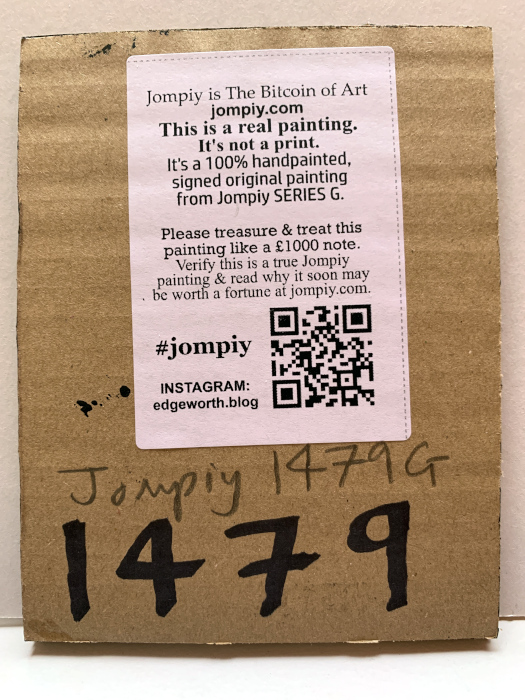 Jompiy is The Bitcoin of Art
jompiy.com
This is a real painting.
It's not a print.
It's a 100% handpainted,
signed original painting
from Jompiy SERIES G.
Please treasure & treat this
painting like a £1000 note.
Verify this is a true Jompiy
painting & read why it soon may
be worth a fortune at jompiy.com.
#jompiy
INSTAGRAM:
edgeworth.blog
Jompiy 1479G
1479